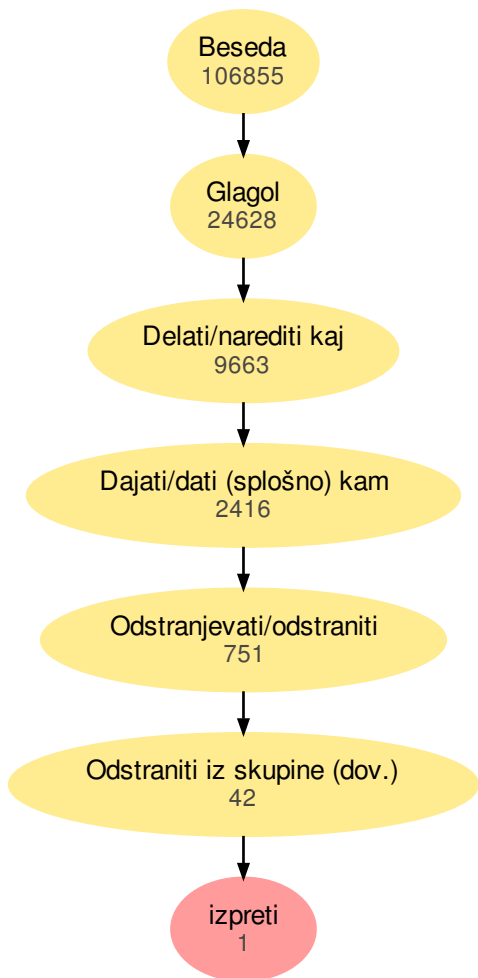 Beseda
106855
Glagol
24628
Delati/narediti kaj
9663
Dajati/dati (splošno) kam
2416
Odstranjevati/odstraniti
751
Odstraniti iz skupine (dov.)
42
izpreti
1